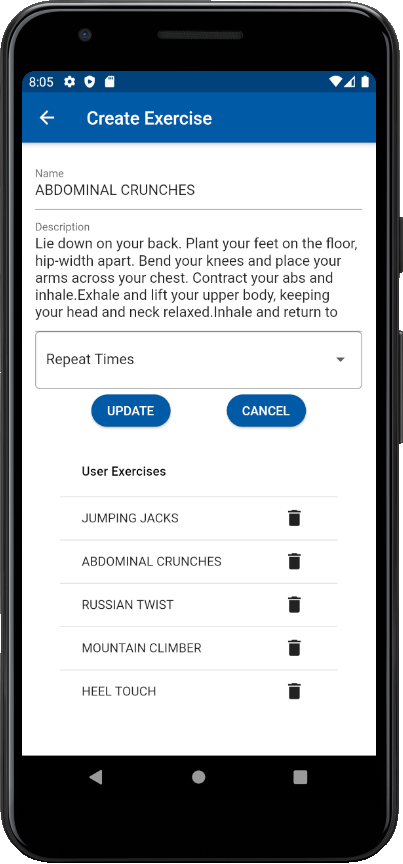 8:05
Create Exercise
Name
ABDOMINAL CRUNCHES
Description
Lie down on your back. Plant your feet on the floor,
hip-width apart. Bend your knees and place your
arms across your chest. Contract your abs and
inhale.Exhale and lift your upper body, keeping
your head and neck relaxed.Inhale and return to
Repeat Times
UPDATE CANCEL
User Exercises
JUMPING JACKS
ABDOMINAL CRUNCHES
RUSSIAN TWIST
MOUNTAIN CLIMBER
HEEL TOUCH